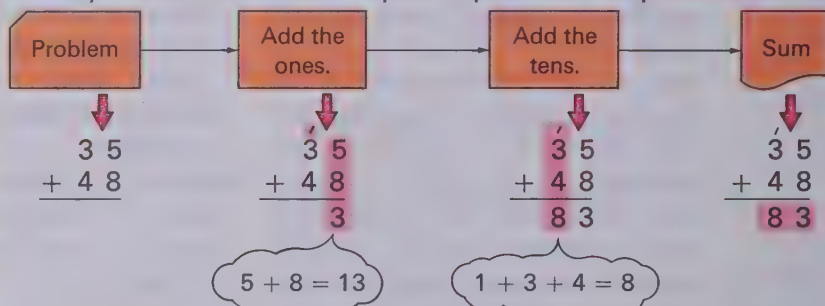 Problem
Add the
ones.
Add the
tens.
Sum
3 5
+ 4 8
3 5
+ 4 8
3
3 5
+ 4 8
8 3
3 5
+ 4 8
8 3
5 + 8 = 13
1 + 3 + 4 = 8